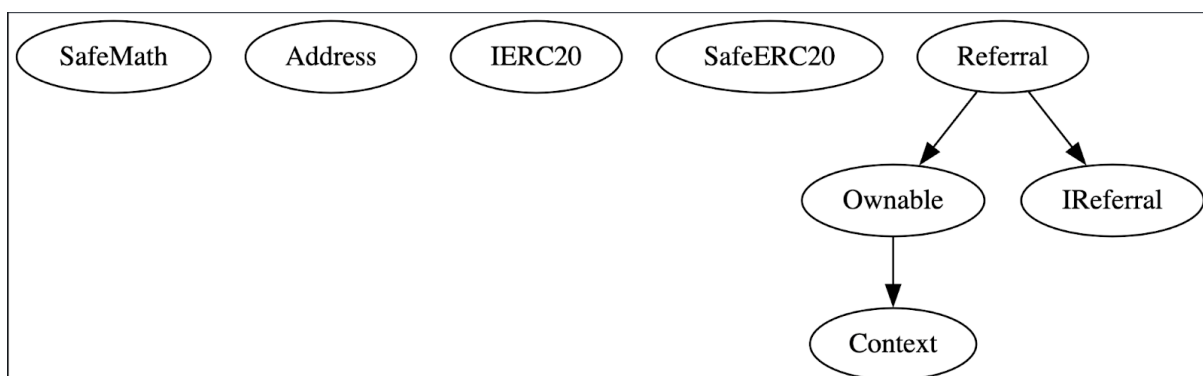 SafeMath
Address
IERC20
SafeERC20
Referral
Ownable
IReferral
Context